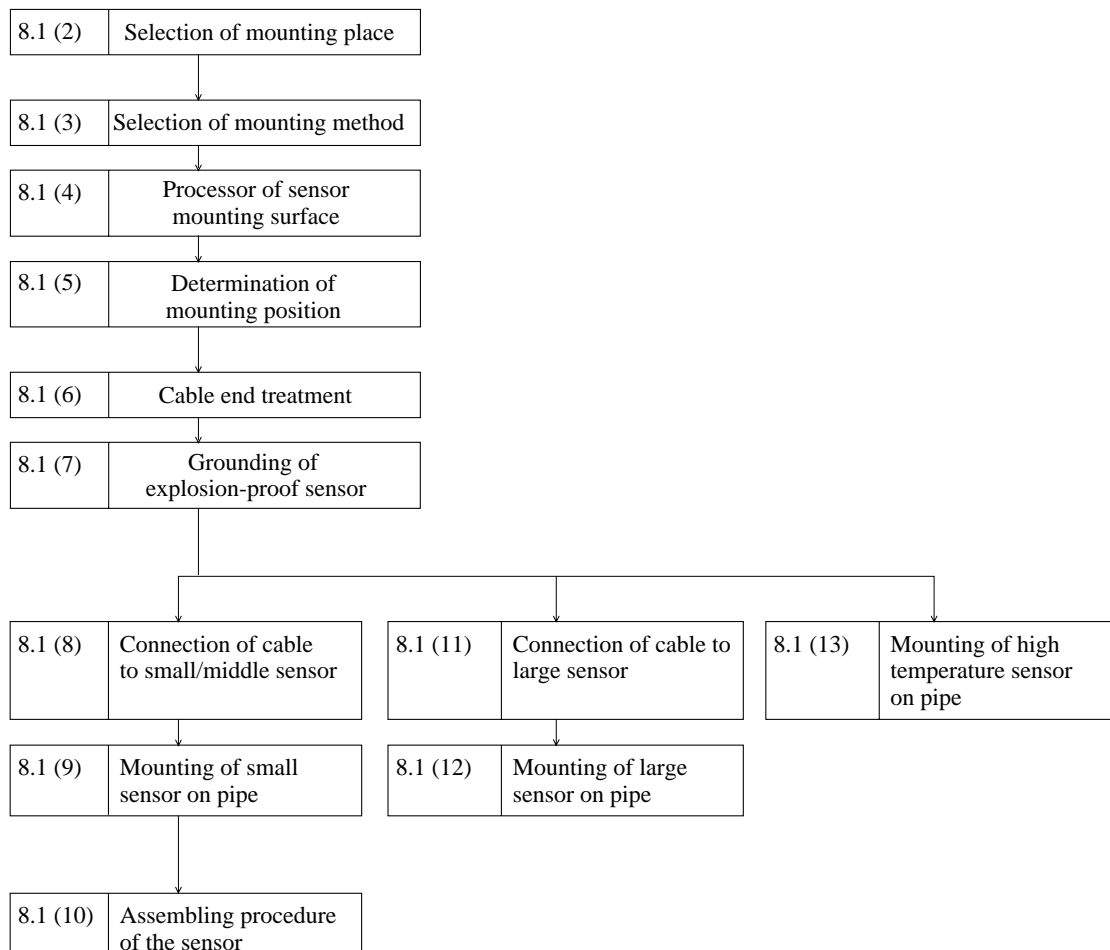 8.1 (2) Selection of mounting place
8.1 (3) Selection of mounting method
8.1 (4) Processor of sensor
mounting surface
8.1 (5) Determination of
mounting position
8.1 (6) Cable end treatment
8.1 (7) Grounding of
explosion-proof sensor
8.1 (8) Connection of cable
to small/middle sensor
8.1 (11) Connection of cable to
large sensor
8.1 (13) Mounting of high
temperature sensor
on pipe
8.1 (9) Mounting of small
sensor on pipe
8.1 (12) Mounting of large
sensor on pipe
8.1 (10) Assembling procedure
of the sensor